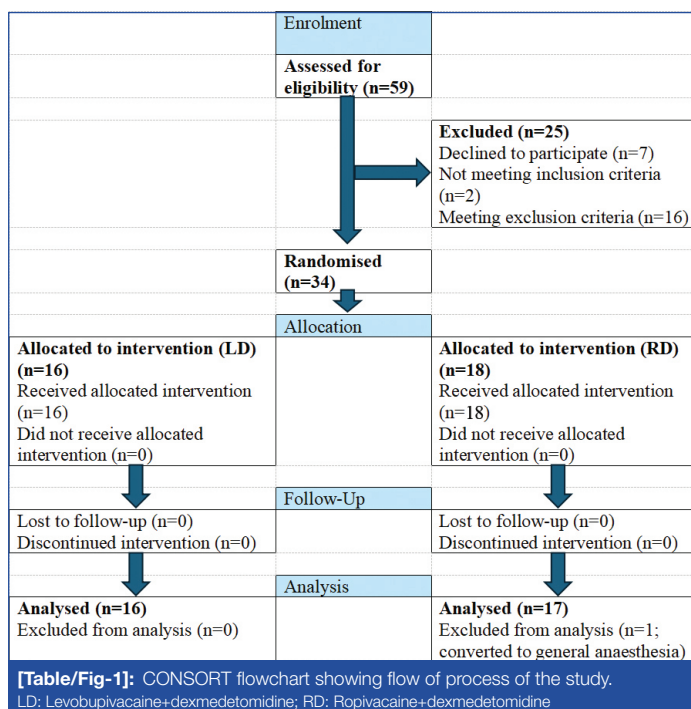 Enrolment
Assessed for
eligibility (n=59)
Excluded (n=25)
Declined to participate (n=7)
Not meeting inclusion criteria
(n=2)
Meeting exclusion criteria (n=16)
Randomised
(n=34)
Allocation
Allocated to intervention (LD)
(n=16)
Received allocated intervention
(n=16)
Did not receive allocated
intervention (n=0)
Allocated to intervention (RD)
(n=18)
Received allocated intervention
(n=18)
Did not receive allocated
intervention (n=0)
Follow-Up
Lost to follow-up (n=0)
Discontinued intervention (n=0)
Lost to follow-up (n=0)
Discontinued intervention (n=0)
Analysis
Analysed (n=16)
Excluded from analysis (n=0)
Analysed (n=17)
Excluded from analysis (n=1;
converted to general anaesthesia)
[Table/Fig-1]: CONSORT flowchart showing flow of process of the study.
LD: Levobupivacaine+dexmedetomidine; RD: Ropivacaine+dexmedetomidine